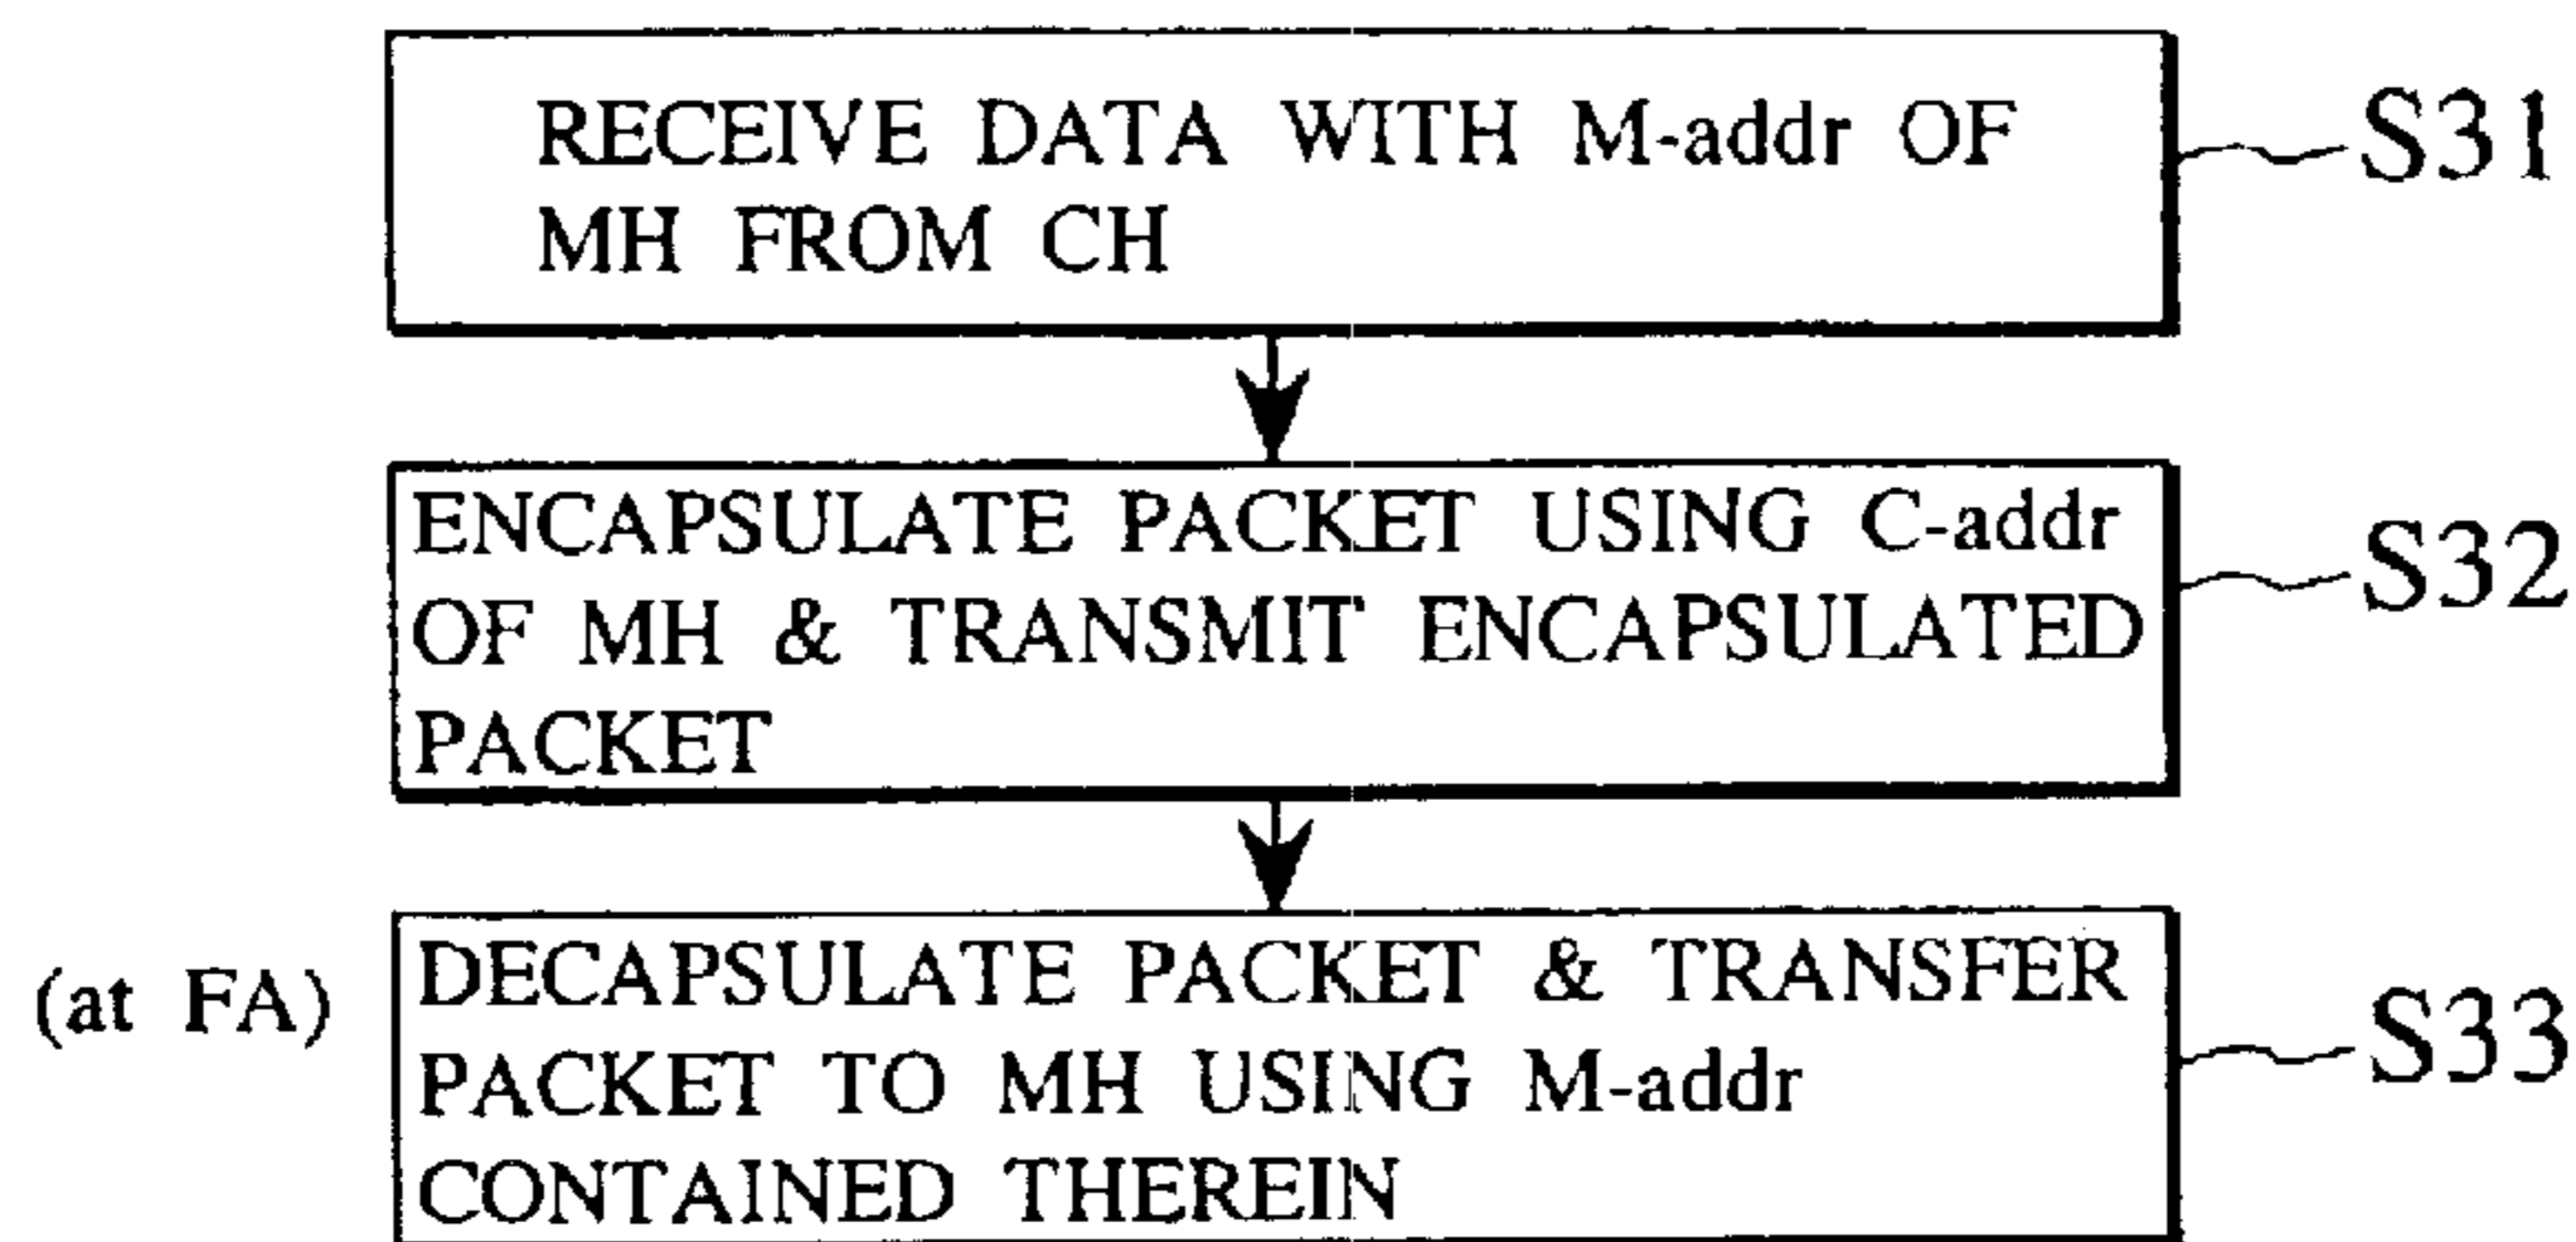 RECEIVE DATA WITH M-addr OF
MH FROM CH
S31
ENCAPSULATE PACKET USING C-addr
OF MH & TRANSMIT ENCAPSULATED
PACKET
S32
(at FA)
DECAPSULATE PACKET & TRANSFER
PACKET TO MH USING M-addr
CONTAINED THEREIN
S33